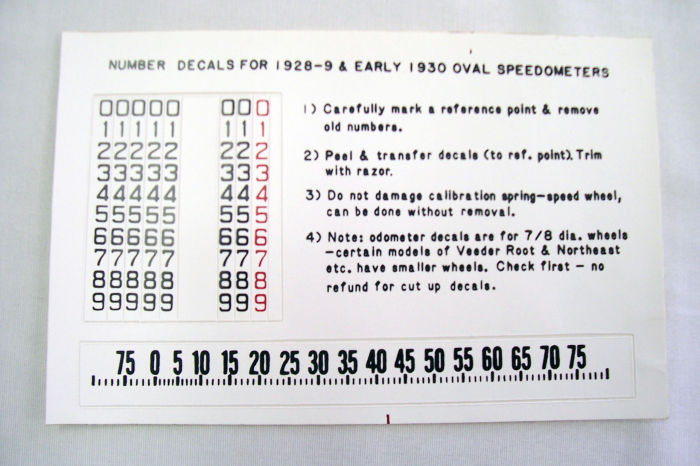 NUMBER DECALS FOR 1928-9 & EARLY 1930 OVAL SPEEDOMETERS
00000 000
11111 111
22222 222
33333 333
44444 444
55555 555
66666 666
77777 777
88888 888
99999 999
1) Carefully mark a reference point & remove
old numbers.
2) Peel & transfer decals (to ref. point). Trim
with razor.
3) Do not damage calibration spring-speed wheel,
can be done without removal.
4) Note: odometer decals are for 7/8 dia. wheels
-certain models of Veeder Root & Northeast
etc. have smaller wheels. Check first - no
refund for cut up decals.
75 0 5 10 15 20 25 30 35 40 45 50 55 60 65 70 75